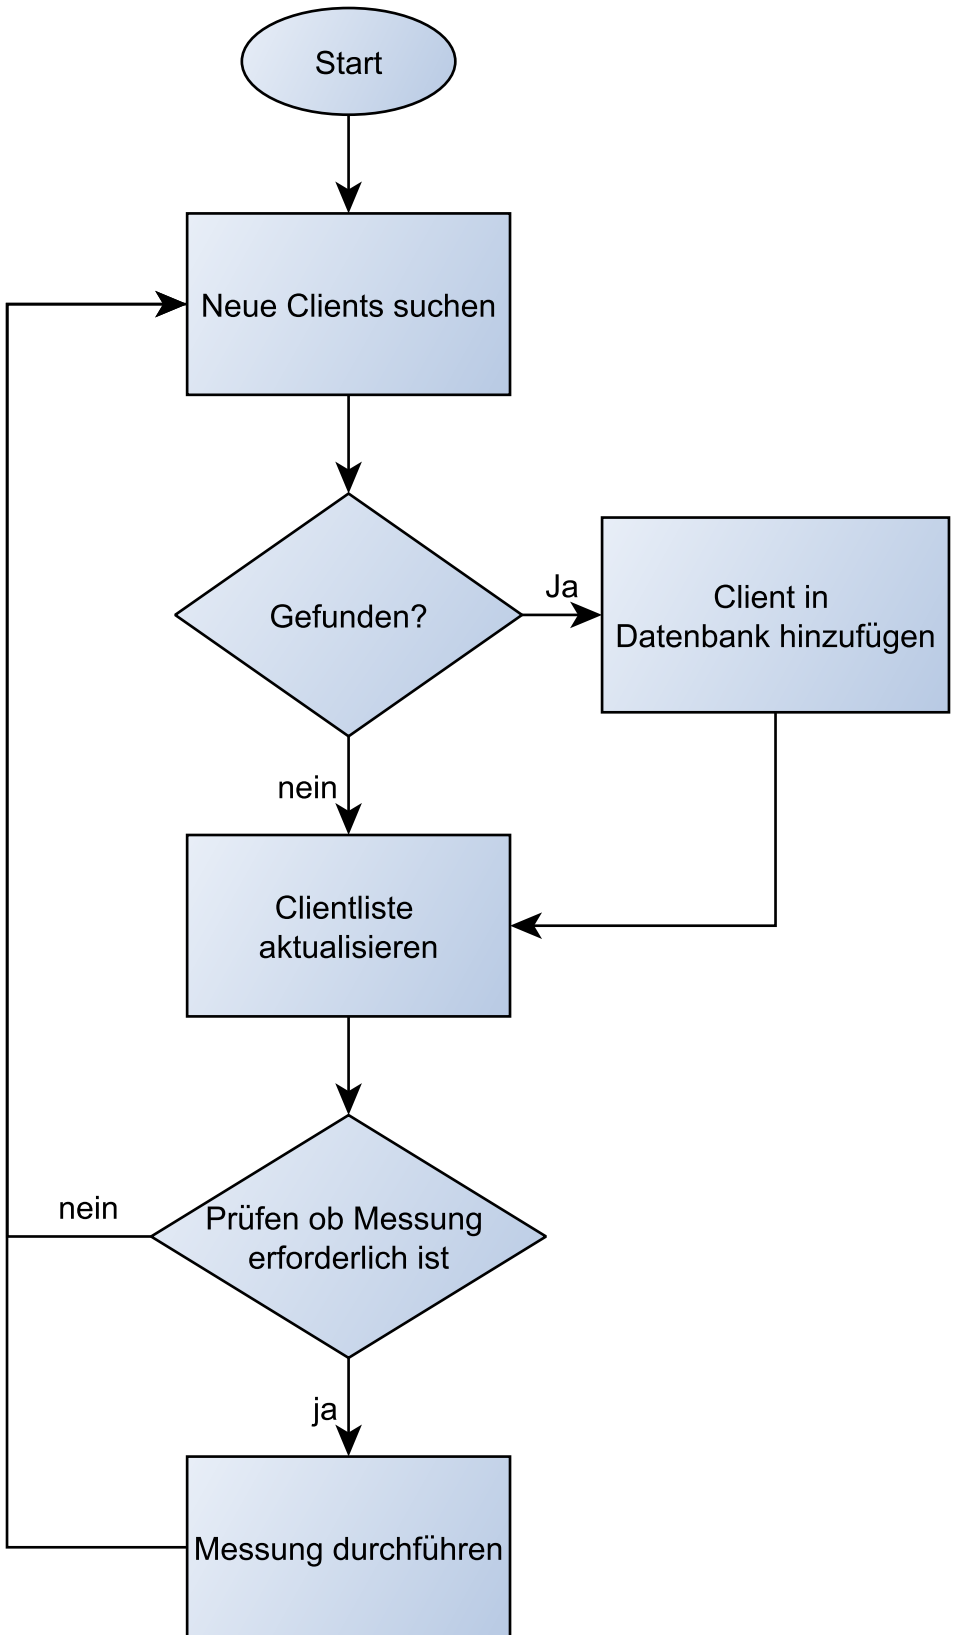 Start
Neue Clients suchen
Gefunden?
Ja
Client in
Datenbank hinzufügen
nein
Clientliste
aktualisieren
nein
Prüfen ob Messung
erforderlich ist
ja
Messung durchführen